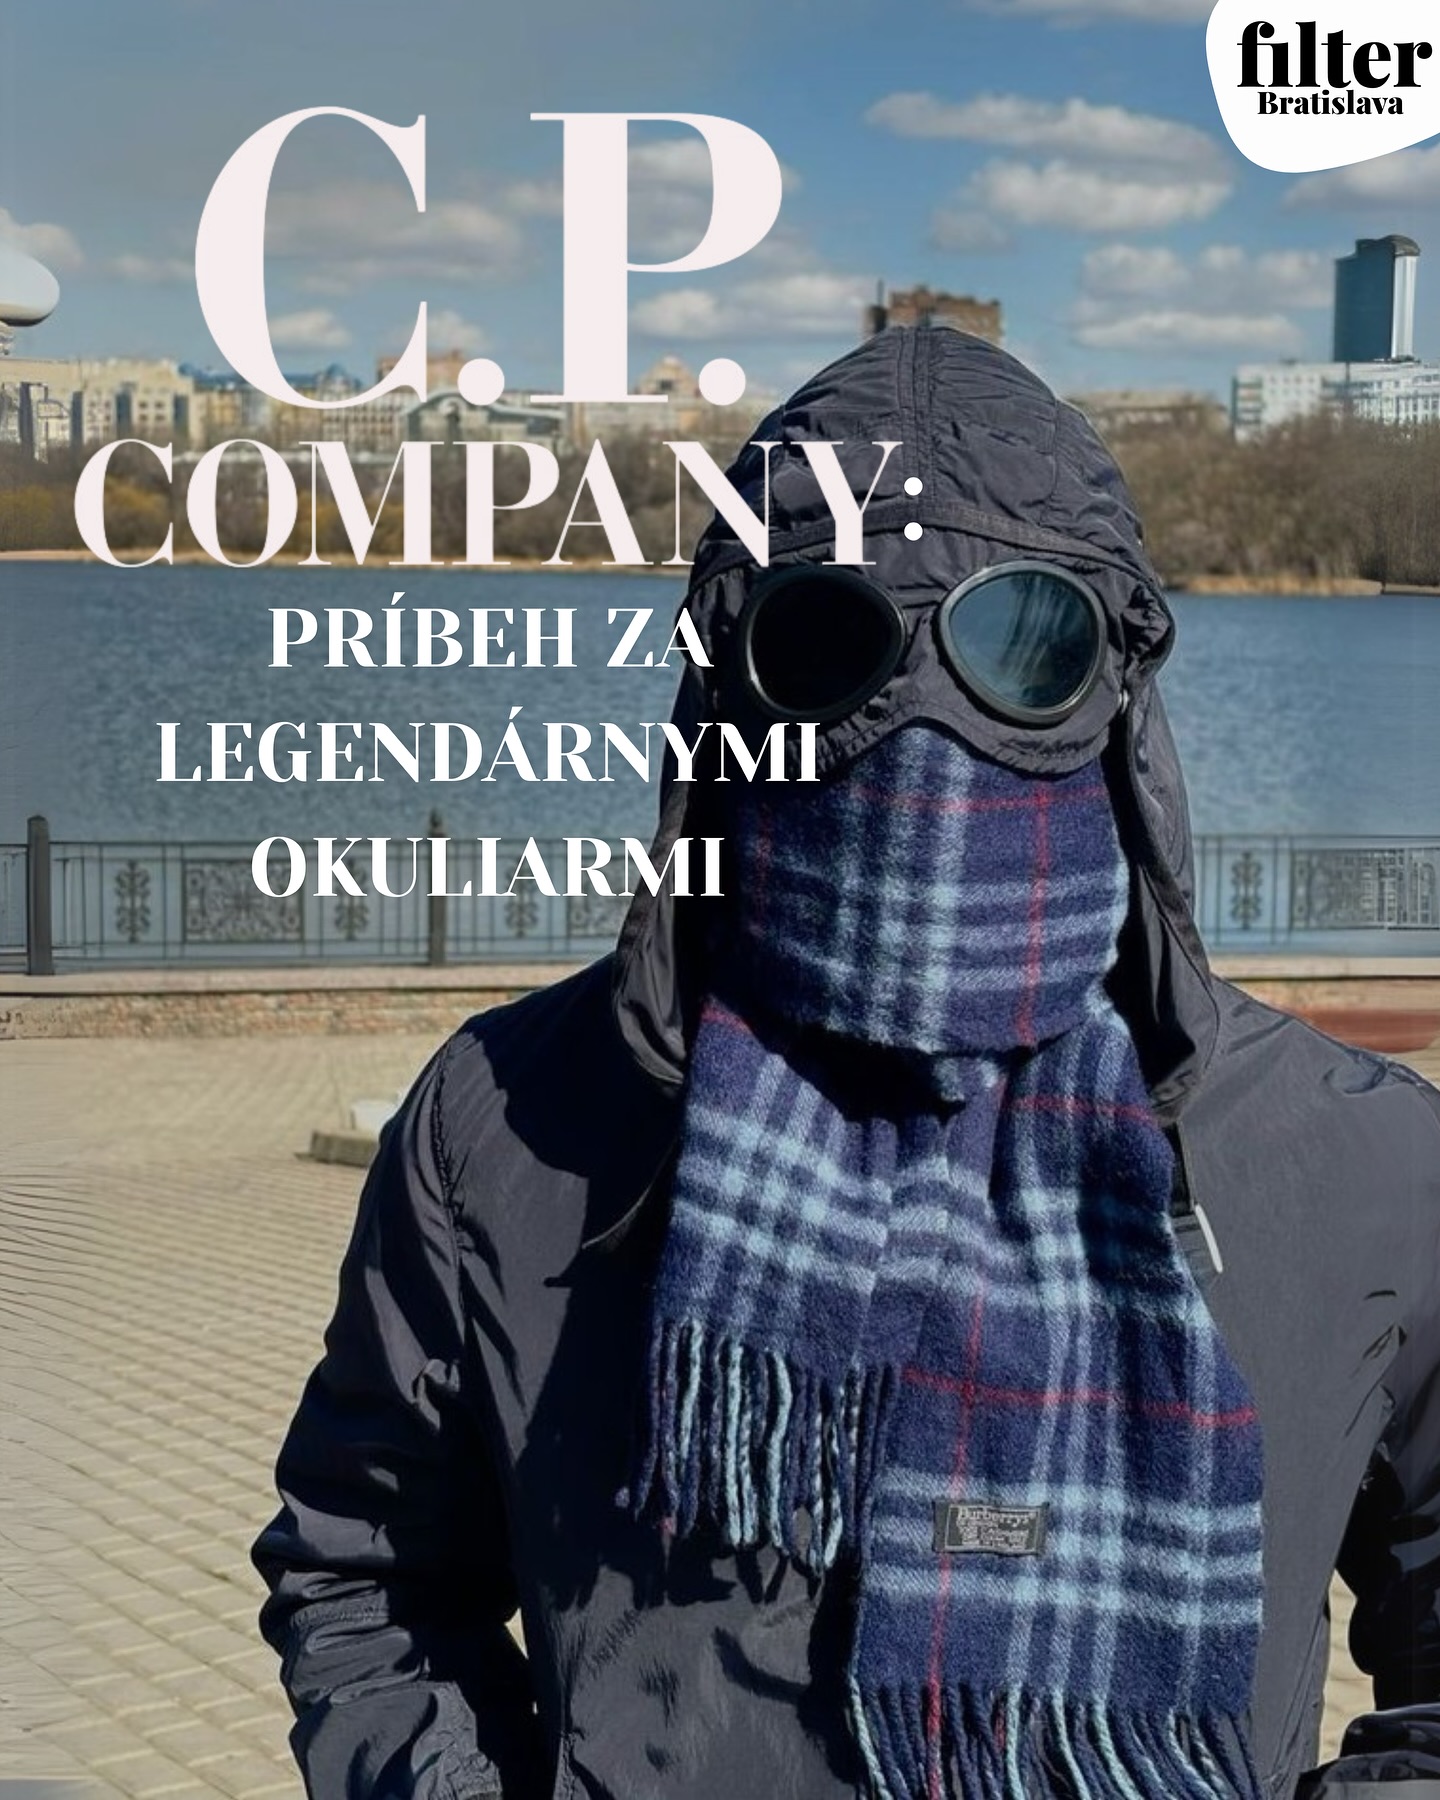 filter
Bratislava
C.P.
COMPANY:
PRÍBEH ZA
LEGENDÁRNYMI
OKULIARMI
Burberrys